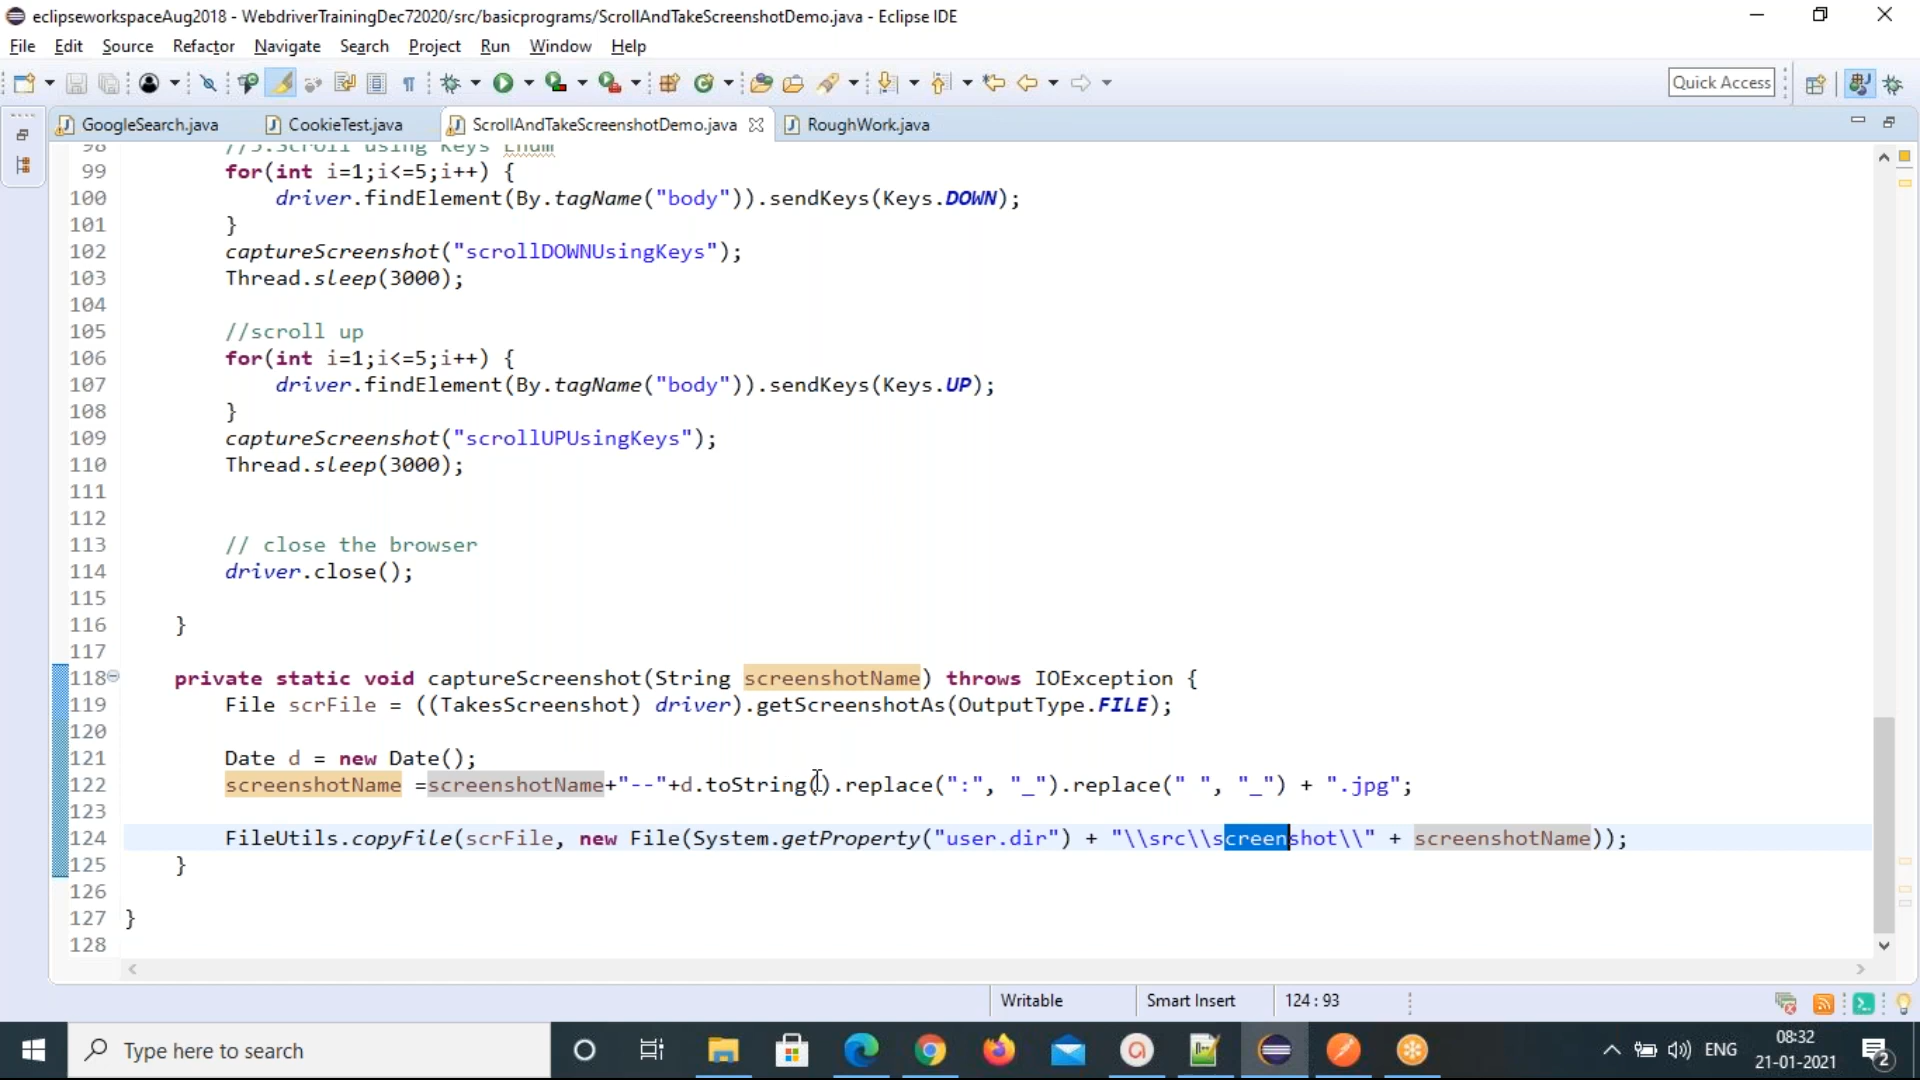 eclipseworkspaceAug2018 - WebdriverTrainingDec72020/src/basicprograms/ScrollAndTakeScreenshotDemo.java - Eclipse IDE
File Edit Source Refactor Navigate Search Project Run Window Help
Quick Access
GoogleSearch.java CookieTest.java ScrollAndTakeScreenshotDemo.java RoughWork.java
98 //5.Scroll using Keys Enum
99 for(int i=1;i<=5;i++) {
100 driver.findElement(By.tagName("body")).sendKeys(Keys.DOWN);
101 }
102 captureScreenshot("scrollDOWNUsingKeys");
103 Thread.sleep(3000);
104
105 //scroll up
106 for(int i=1;i<=5;i++) {
107 driver.findElement(By.tagName("body")).sendKeys(Keys.UP);
108 }
109 captureScreenshot("scrollUPUsingKeys");
110 Thread.sleep(3000);
111
112
113 // close the browser
114 driver.close();
115
116 }
117
118 private static void captureScreenshot(String screenshotName) throws IOException {
119 File scrFile = ((TakesScreenshot) driver).getScreenshotAs(OutputType.FILE);
120
121 Date d = new Date();
122 screenshotName =screenshotName+"--"+d.toString().replace(":", "_").replace(" ", "_") + ".jpg";
123
124 FileUtils.copyFile(scrFile, new File(System.getProperty("user.dir") + "\\src\\screenshot\\" + screenshotName));
125 }
126
127 }
128
Writable Smart Insert 124 : 93
Type here to search
ENG
08:32
21-01-2021
2